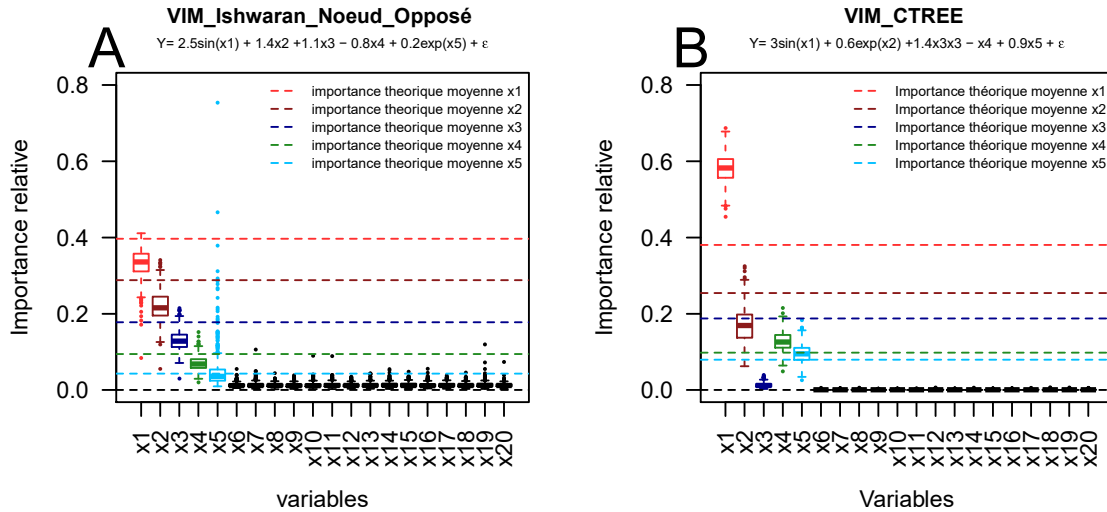 A
VIM_Ishwaran_Noeud_Opposé
Y= 2.5sin(x1) + 1.4x2 +1.1x3 − 0.8x4 + 0.2exp(x5) + ε
importance theorique moyenne x1
importance theorique moyenne x2
importance theorique moyenne x3
importance theorique moyenne x4
importance theorique moyenne x5
Importance relative
0.8
0.6
0.4
0.2
0.0
x1
x2
x3
x4
x5
x6
x7
x8
x9
x10
x11
x12
x13
x14
x15
x16
x17
x18
x19
x20
variables
B
VIM_CTREE
Y= 3sin(x1) + 0.6exp(x2) +1.4x3x3 − x4 + 0.9x5 + ε
Importance théorique moyenne x1
Importance théorique moyenne x2
Importance théorique moyenne x3
Importance théorique moyenne x4
Importance théorique moyenne x5
Importance relative
0.8
0.6
0.4
0.2
0.0
x1
x2
x3
x4
x5
x6
x7
x8
x9
x10
x11
x12
x13
x14
x15
x16
x17
x18
x19
x20
Variables